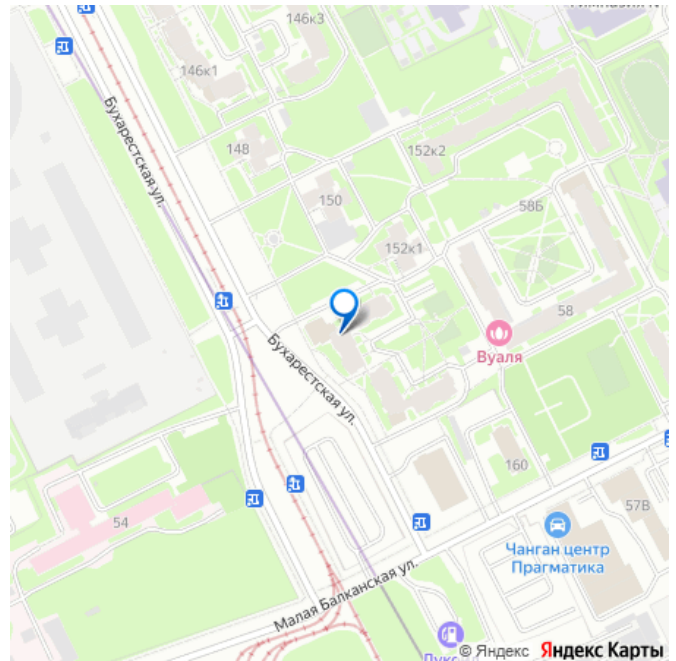 146к3
146к1
Бухарестская ул.
148
152к2
150
58Б
152к1
58
Вуаля
Бухарестская ул.
160
57В
54
Чанган центр
Прагматика
Малая Балканская ул.
© Яндекс Яндекс Карты